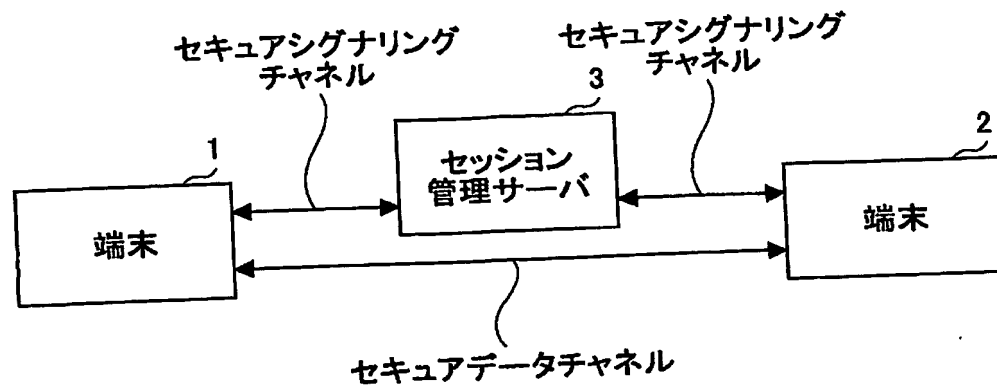 セキュアシグナリング
チャネル
セキュアシグナリング
チャネル
3
セッション
管理サーバ
1
端末
2
端末
セキュアデータチャネル